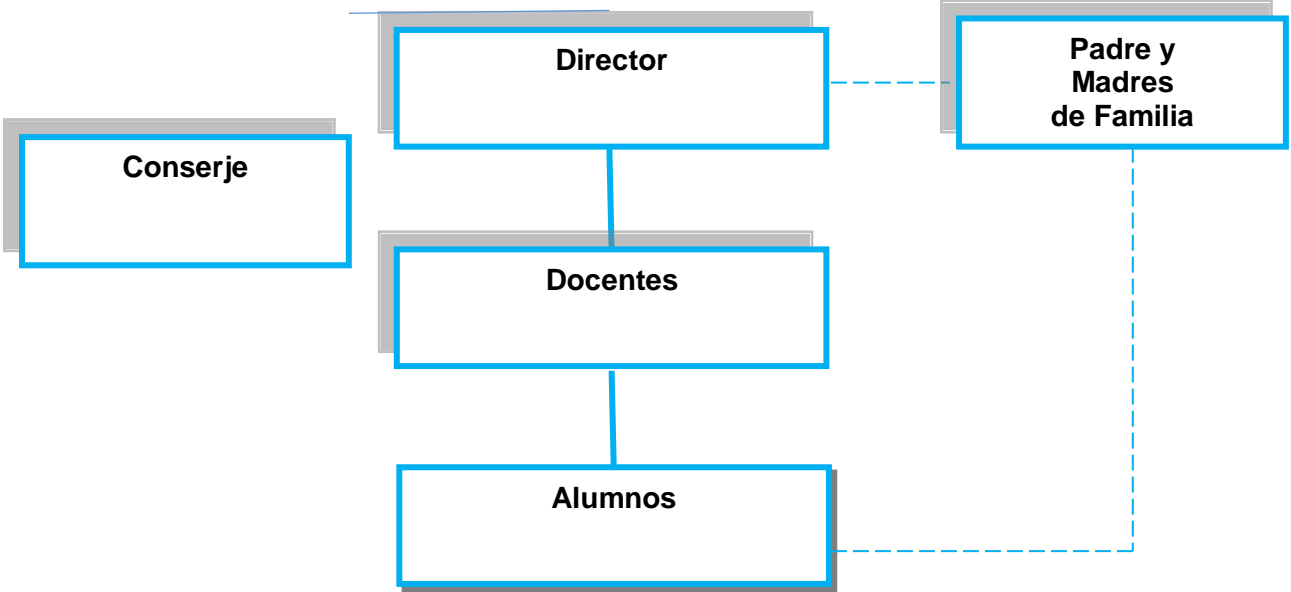 Director
Padre y
Madres
de Familia
Conserje
Docentes
Alumnos